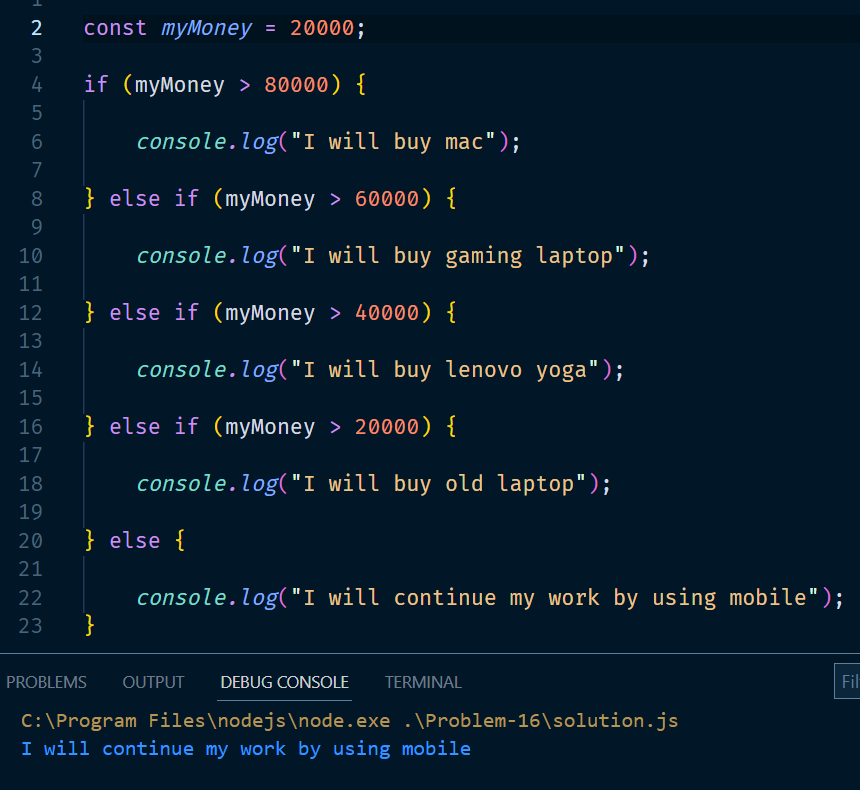 1
2 const myMoney = 20000;
3
4 if (myMoney > 80000) {
5
6 console.log("I will buy mac");
7
8 } else if (myMoney > 60000) {
9
10 console.log("I will buy gaming laptop");
11
12 } else if (myMoney > 40000) {
13
14 console.log("I will buy lenovo yoga");
15
16 } else if (myMoney > 20000) {
17
18 console.log("I will buy old laptop");
19
20 } else {
21
22 console.log("I will continue my work by using mobile");
23 }
PROBLEMS OUTPUT DEBUG CONSOLE TERMINAL
C:\Program Files\nodejs\node.exe .\Problem-16\solution.js
I will continue my work by using mobile